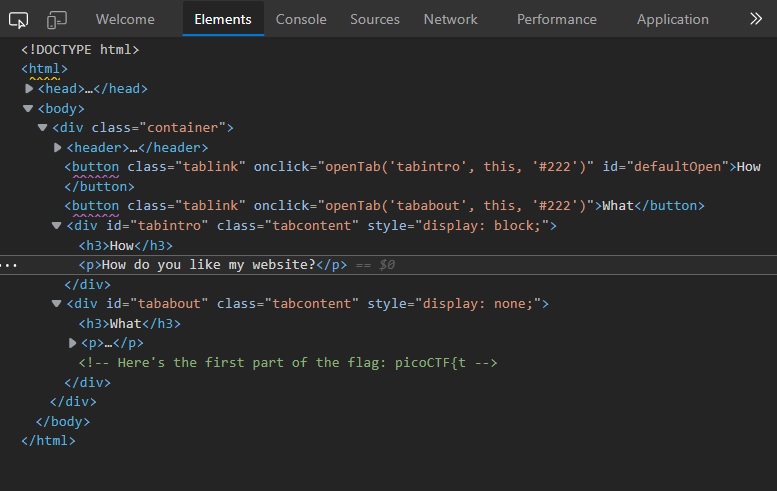 Welcome Elements Console Sources Network Performance Application
<!DOCTYPE html>
<html>
<head>…</head>
<body>
<div class="container">
<header>…</header>
<button class="tablink" onclick="openTab('tabintro', this, '#222')" id="defaultOpen">How
</button>
<button class="tablink" onclick="openTab('tababout', this, '#222')">What</button>
<div id="tabintro" class="tabcontent" style="display: block;">
<h3>How</h3>
<p>How do you like my website?</p> == $0
</div>
<div id="tababout" class="tabcontent" style="display: none;">
<h3>What</h3>
<p>…</p>
<!-- Here's the first part of the flag: picoCTF{t -->
</div>
</div>
</body>
</html>